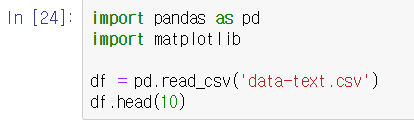 In [24]:
import pandas as pd
import matplotlib
df = pd.read_csv('data-text.csv')
df.head(10)